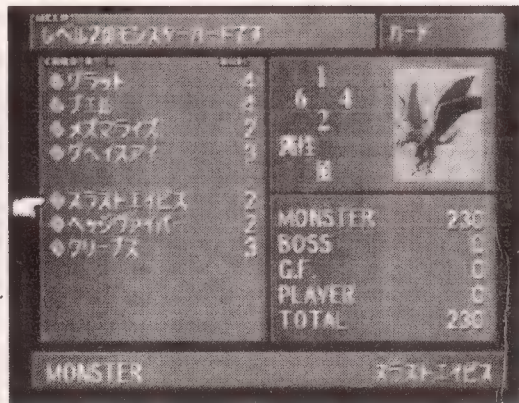 HELP
レベル2のモンスターカードです
カード
グラット 4
ブエル 4
メズマライズ 2
グヘイスアイ 3
スラストエイビス 2
ヘッジヴァイパー 2
クリープス 3
1
6 4
2
属性
MONSTER 230
BOSS 0
G.F. 0
PLAYER 0
TOTAL 230
MONSTER スラストエイビス